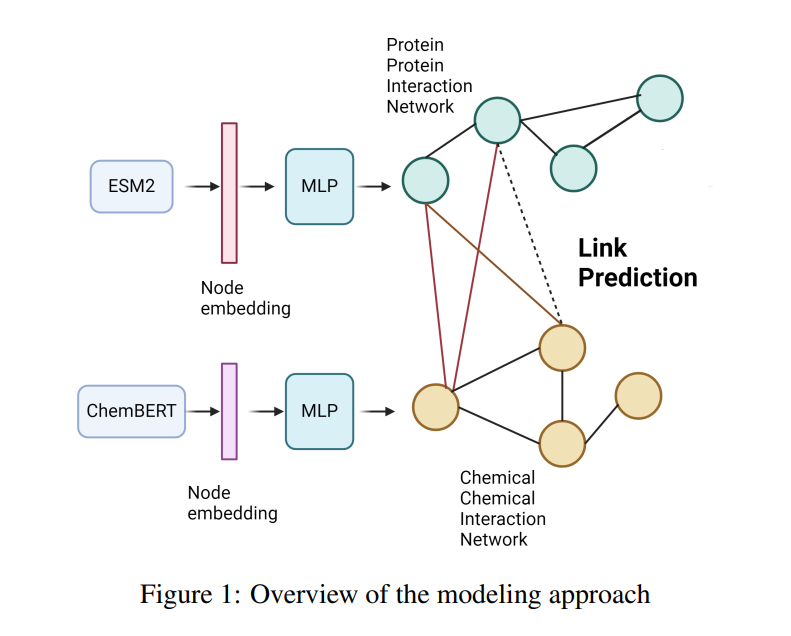 Protein
Protein
Interaction
Network
ESM2
MLP
Node
embedding
Link
Prediction
ChemBERT
MLP
Node
embedding
Chemical
Chemical
Interaction
Network
Figure 1: Overview of the modeling approach